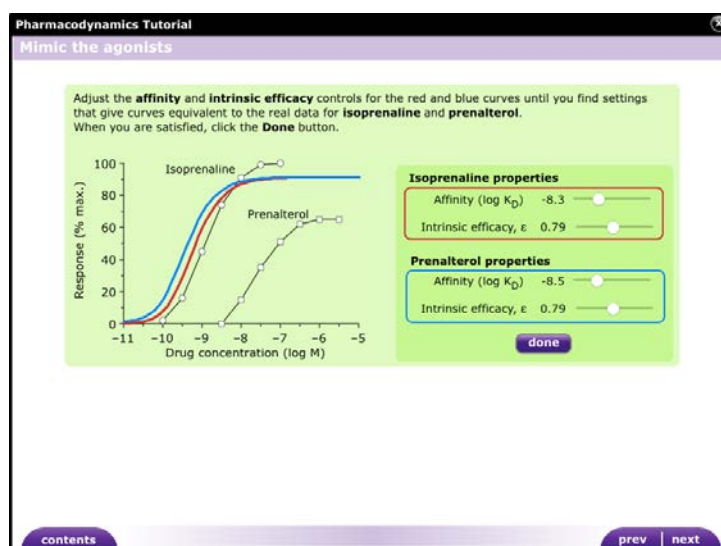 Pharmacodynamics Tutorial
Mimic the agonists
Adjust the affinity and intrinsic efficacy controls for the red and blue curves until you find settings
that give curves equivalent to the real data for isoprenaline and prenalterol.
When you are satisfied, click the Done button.
Response (% max.)
100
80
60
40
20
0
Isoprenaline
Prenalterol
-11 -10 -9 -8 -7 -6 -5
Drug concentration (log M)
Isoprenaline properties
Affinity (log KD) -8.3
Intrinsic efficacy, ε 0.79
Prenalterol properties
Affinity (log KD) -8.5
Intrinsic efficacy, ε 0.79
done
contents
prev | next